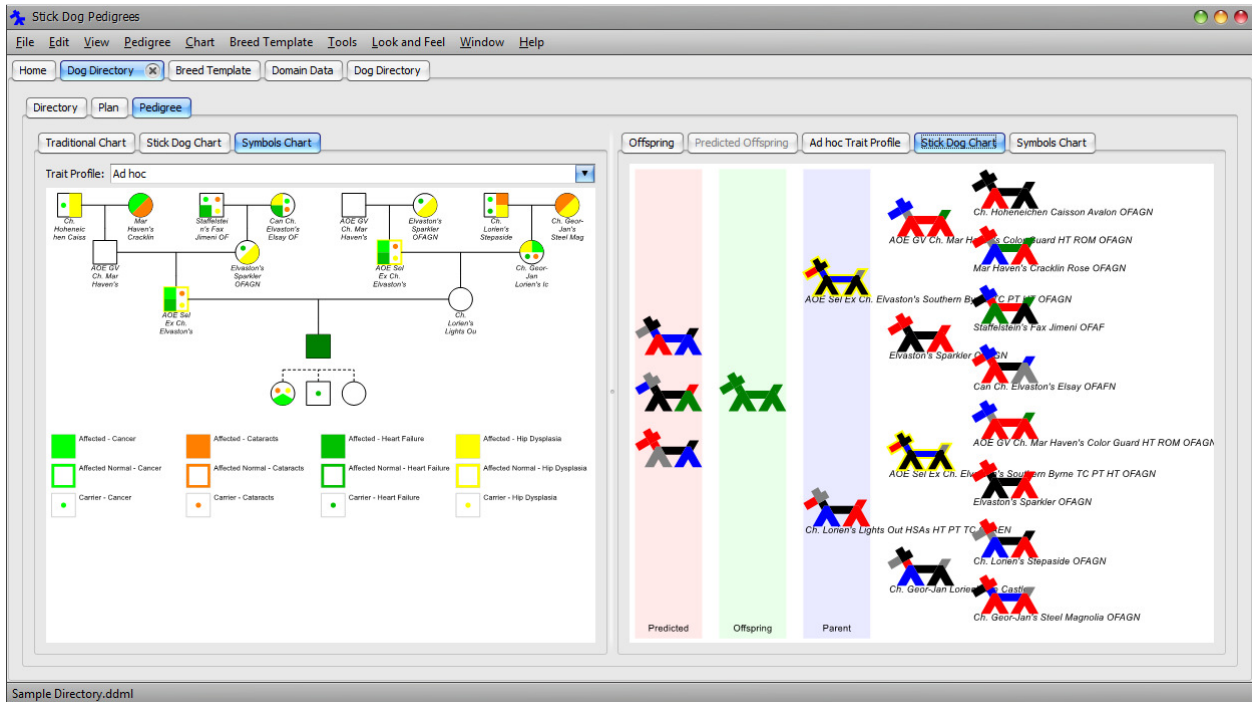 Stick Dog Pedigrees
File Edit View Pedigree Chart Breed Template Tools Look and Feel Window Help
Home Dog Directory Breed Template Domain Data Dog Directory
Directory Plan Pedigree
Traditional Chart Stick Dog Chart Symbols Chart
Trait Profile: Ad hoc
Ch.
Hoheneic
hen Caiss
Mar
Haven's
Cracklin
Staffelstei
n's Fax
Jimeni OF
Can Ch.
Elvaston's
Elsay OF
AOE GV
Ch. Mar
Haven's
Elvaston's
Sparkler
OFAGN
Ch.
Lorien's
Stepaside
Ch. Geor-
Jan's
Steel Mag
AOE GV
Ch. Mar
Haven's
Elvaston's
Sparkler
OFAGN
AOE Sel
Ex Ch.
Elvaston's
Ch. Geor-
Jan
Lorien's Ic
AOE Sel
Ex Ch.
Elvaston's
Ch.
Lorien's
Lights Ou
Affected - Cancer
Affected - Cataracts
Affected - Heart Failure
Affected - Hip Dysplasia
Affected Normal - Cancer
Affected Normal - Cataracts
Affected Normal - Heart Failure
Affected Normal - Hip Dysplasia
Carrier - Cancer
Carrier - Cataracts
Carrier - Heart Failure
Carrier - Hip Dysplasia
Offspring Predicted Offspring Ad hoc Trait Profile Stick Dog Chart Symbols Chart
Ch. Hoheneichen Caisson Avalon OFAGN
AOE GV Ch. Mar Color Guard HT ROM OFAGN
Mar Haven's Cracklin Rose OFAGN
AOE Sel Ex Ch. Elvaston's Southern PT HT OFAGN
Staffelstein's Fax Jimeni OFAF
Elvaston's Sparkler
Can Ch. Elvaston's Elsay OFAFN
AOE GV Ch. Mar Haven's Color Guard HT ROM OFAGN
AOE Sel Ex Ch. Southern Byrne TC PT HT OFAGN
Elvaston's Sparkler OFAGN
Ch. Lorien's Lights Out HSAs HT PT TC
Ch. Lorien's Stepaside OFAGN
Ch. Geor-Jan
Ch. Geor-Jan's Steel Magnolia OFAGN
Predicted Offspring Parent
Sample Directory.ddml